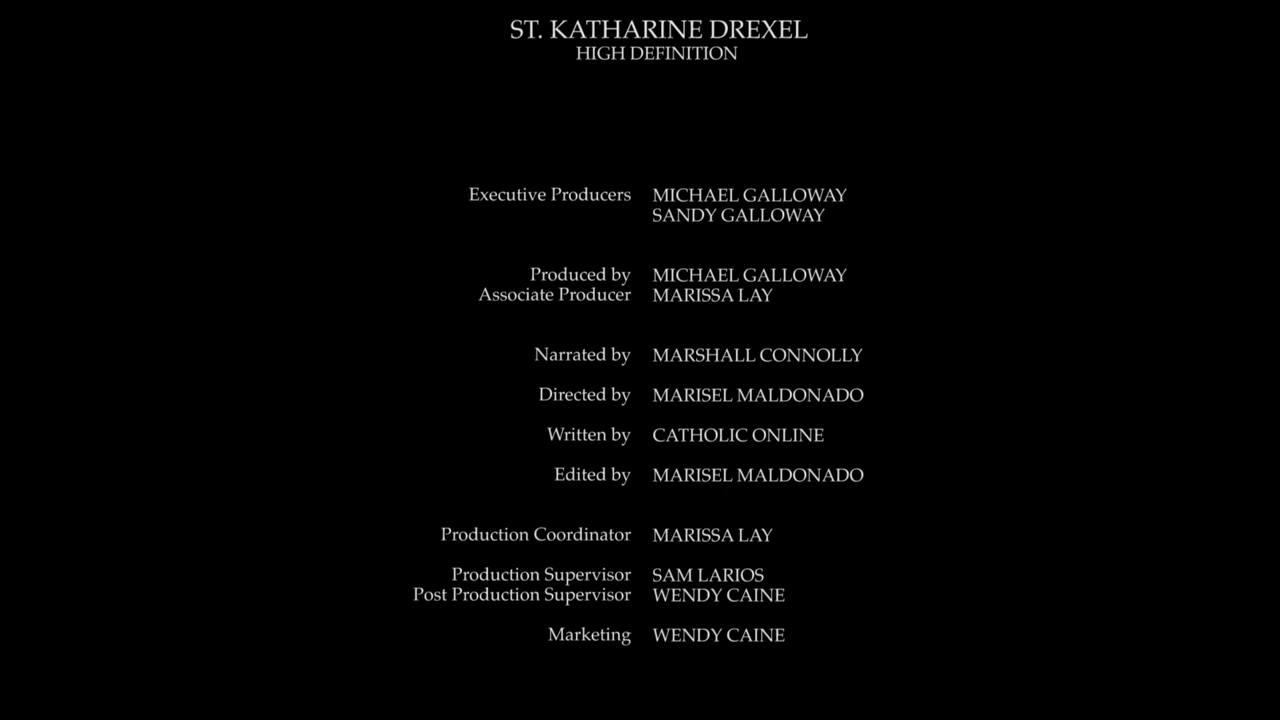 ST. KATHARINE DREXEL
HIGH DEFINITION
Executive Producers MICHAEL GALLOWAY
SANDY GALLOWAY
Produced by MICHAEL GALLOWAY
Associate Producer MARISSA LAY
Narrated by MARSHALL CONNOLLY
Directed by MARISEL MALDONADO
Written by CATHOLIC ONLINE
Edited by MARISEL MALDONADO
Production Coordinator MARISSA LAY
Production Supervisor SAM LARIOS
Post Production Supervisor WENDY CAINE
Marketing WENDY CAINE